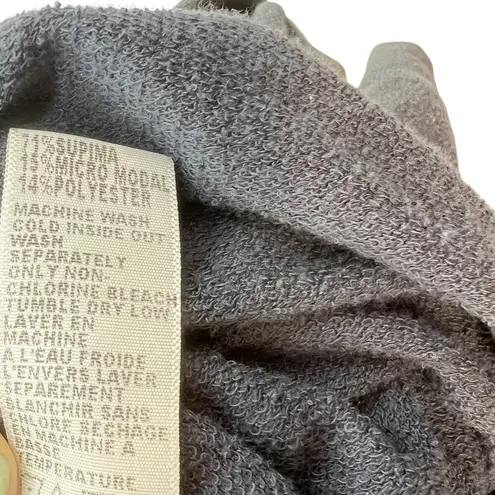 71%SUPIMA
15%MICRO MODAL
14%POLYESTER
MACHINE WASH
COLD INSIDE OUT
WASH
SEPARATELY
ONLY NON-
CHLORINE BLEACH
TUMBLE DRY LOW
LAVER EN
MACHINE
A L'EAU FROIDE
L'ENVERS LAVER
SEPAREMENT
BLANCHIR SANS
CHLORE SECHAGE
EN MACHINE A
BASSE
TEMPERATURE